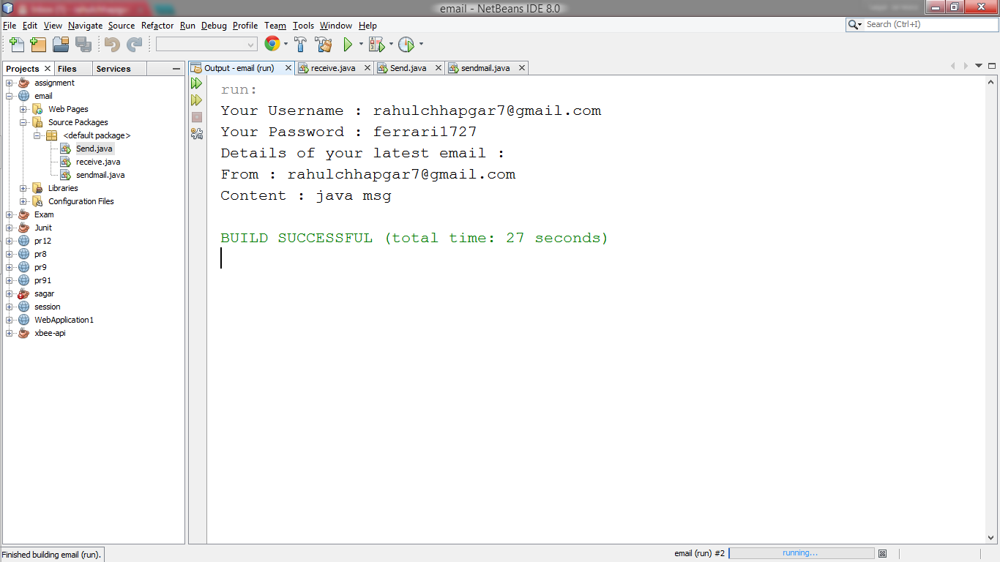 email - NetBeans IDE 8.0
File Edit View Navigate Source Refactor Run Debug Profile Team Tools Window Help
Search (Ctrl+I)
Projects Files Services
Output - email (run) receive.java Send.java sendmail.java
assignment
email
Web Pages
Source Packages
<default package>
Send.java
receive.java
sendmail.java
Libraries
Configuration Files
Exam
Junit
pr12
pr8
pr9
pr91
sagar
session
WebApplication1
xbee-api
run:
Your Username : rahulchhapgar7@gmail.com
Your Password : ferrari1727
Details of your latest email :
From : rahulchhapgar7@gmail.com
Content : java msg
BUILD SUCCESSFUL (total time: 27 seconds)
Finished building email (run).
email (run) #2 running...